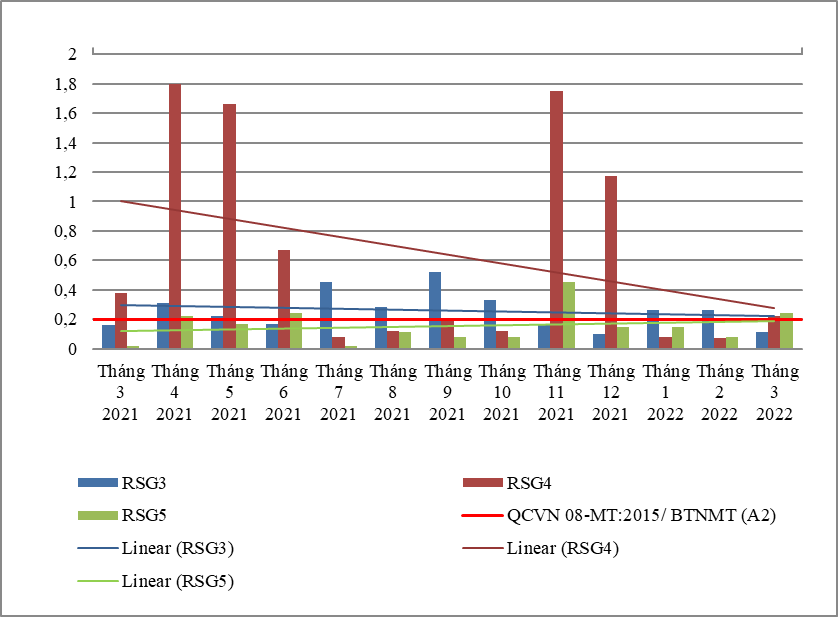 2
1,8
1,6
1,4
1,2
1
0,8
0,6
0,4
0,2
0
Tháng Tháng Tháng Tháng Tháng Tháng Tháng Tháng Tháng Tháng Tháng Tháng Tháng
3 4 5 6 7 8 9 10 11 12 1 2 3
2021 2021 2021 2021 2021 2021 2021 2021 2021 2021 2022 2022 2022
RSG3 RSG4
RSG5 QCVN 08-MT:2015/ BTNMT (A2)
Linear (RSG3) Linear (RSG4)
Linear (RSG5)